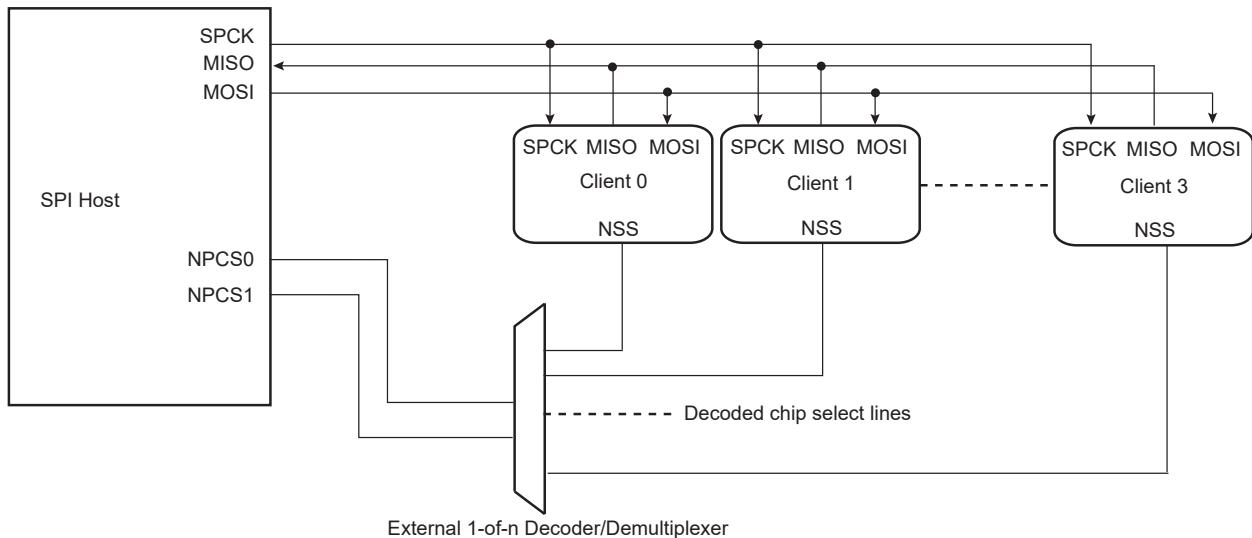 SPCK
MISO
MOSI
SPI Host
NPCS0
NPCS1
SPCK MISO MOSI
Client 0
NSS
SPCK MISO MOSI
Client 1
NSS
SPCK MISO MOSI
Client 3
NSS
Decoded chip select lines
External 1-of-n Decoder/Demultiplexer